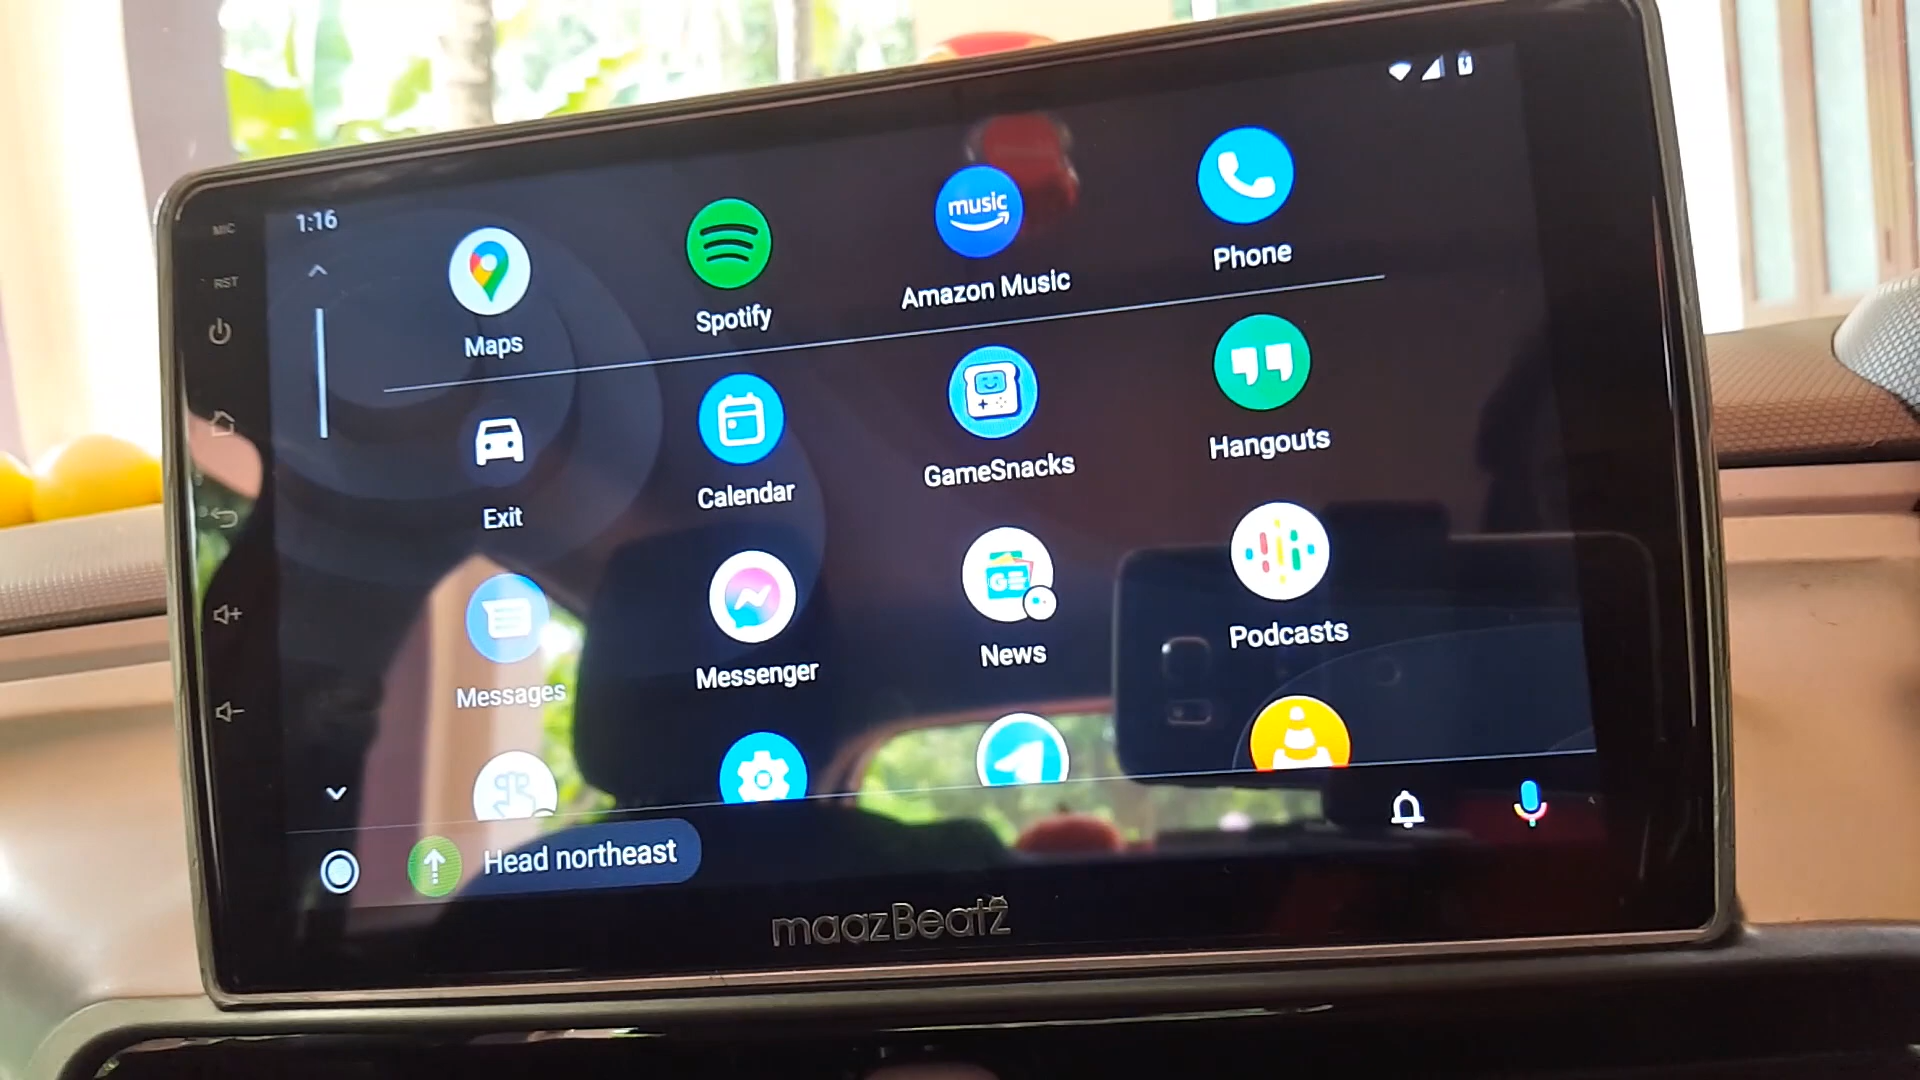 MIC
1:16
RST
Maps
Spotify
music
Amazon Music
Phone
Exit
Calendar
GameSnacks
Hangouts
Messages
Messenger
G
News
Podcasts
Head northeast
maazBeatz